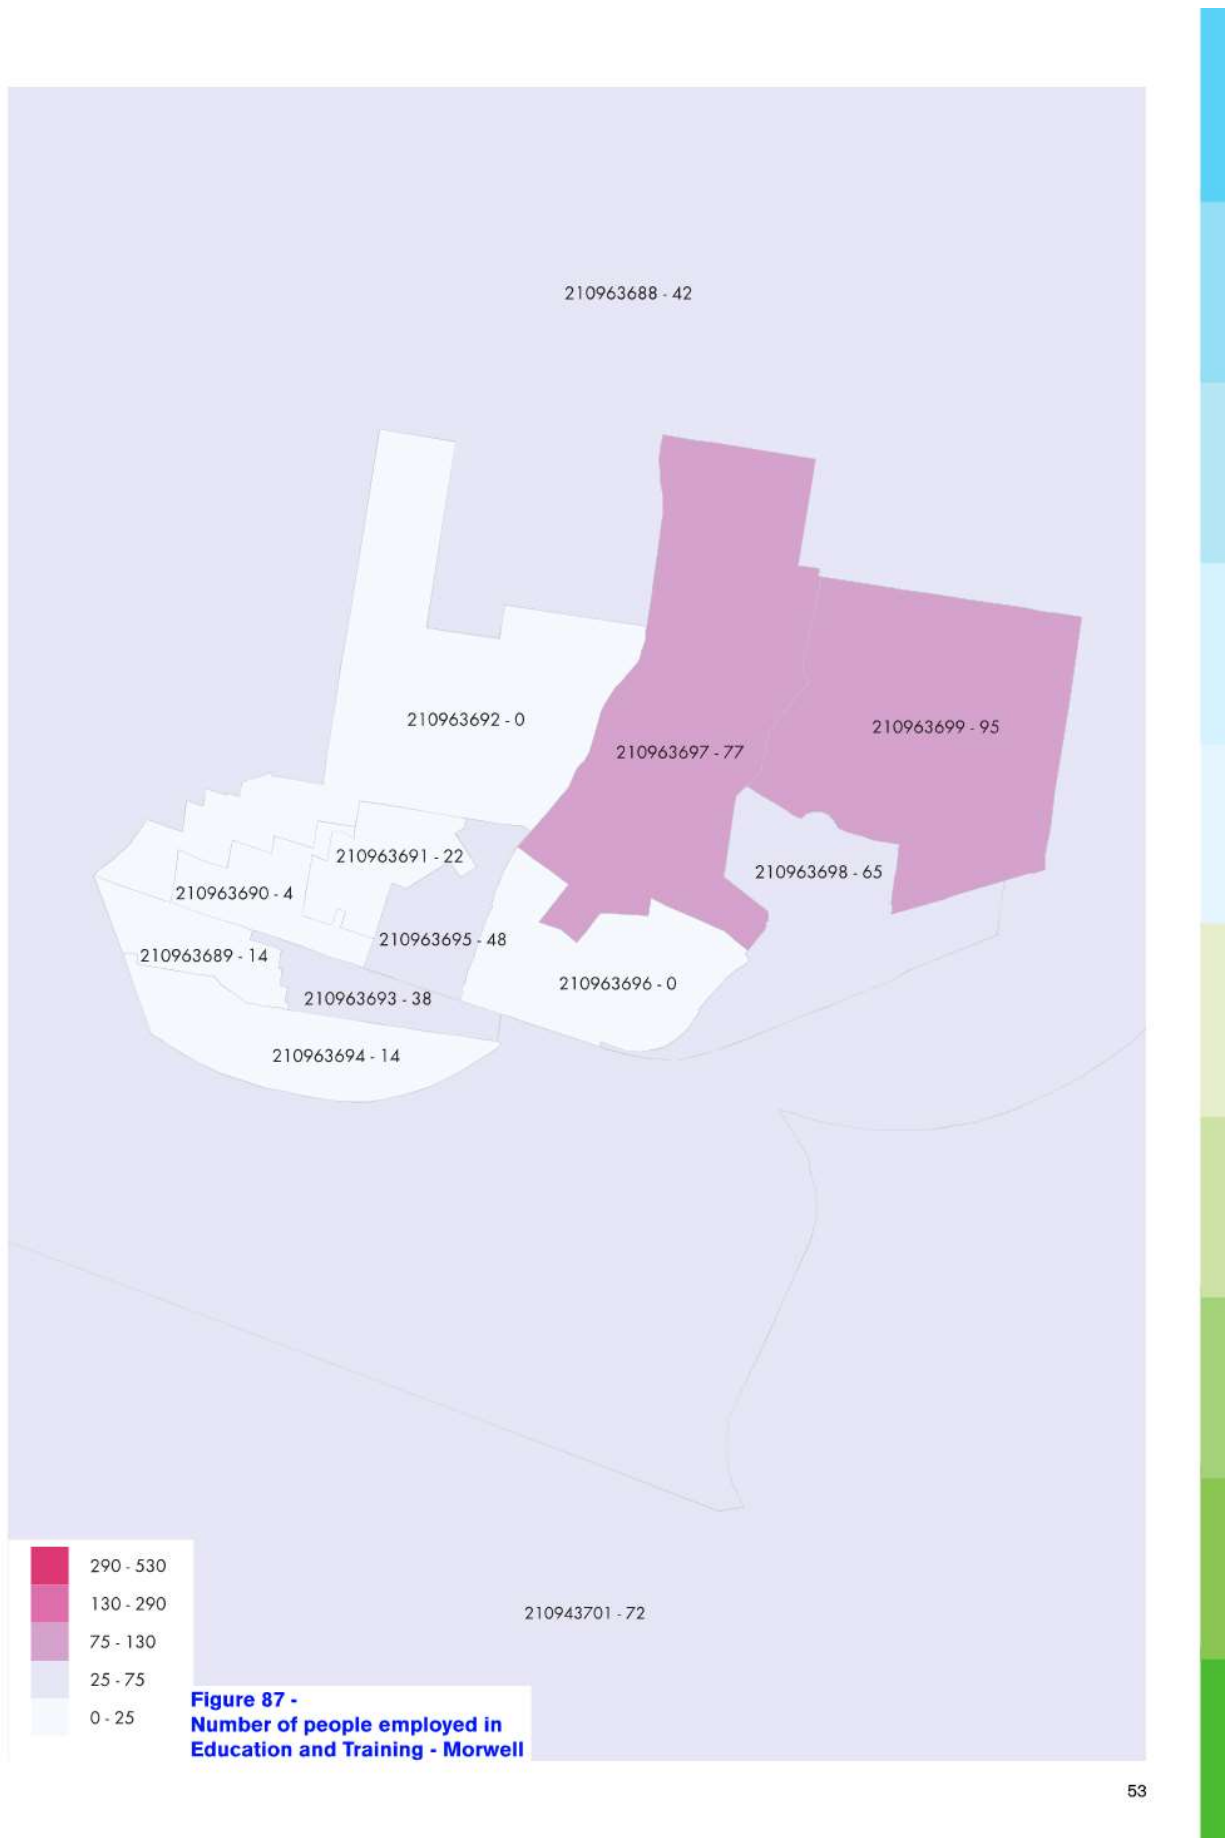 210963688 - 42
210963692 - 0
210963699 - 95
210963697 - 77
210963691 - 22
210963698 - 65
210963690 - 4
210963695 - 48
210963689 - 14
210963696 - 0
210963693 - 38
210963694 - 14
290 - 530
130 - 290
210943701 - 72
75 - 130
25 - 75
0 - 25
Figure 87 -
Number of people employed in
Education and Training - Morwell
53